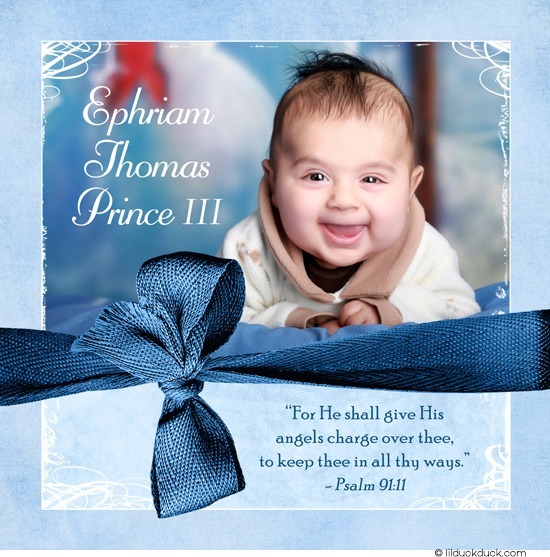 Ephriam
Thomas
Prince III
“For He shall give His
angels charge over thee,
to keep thee in all thy ways.”
- Psalm 91:11
© lilduckduck.com